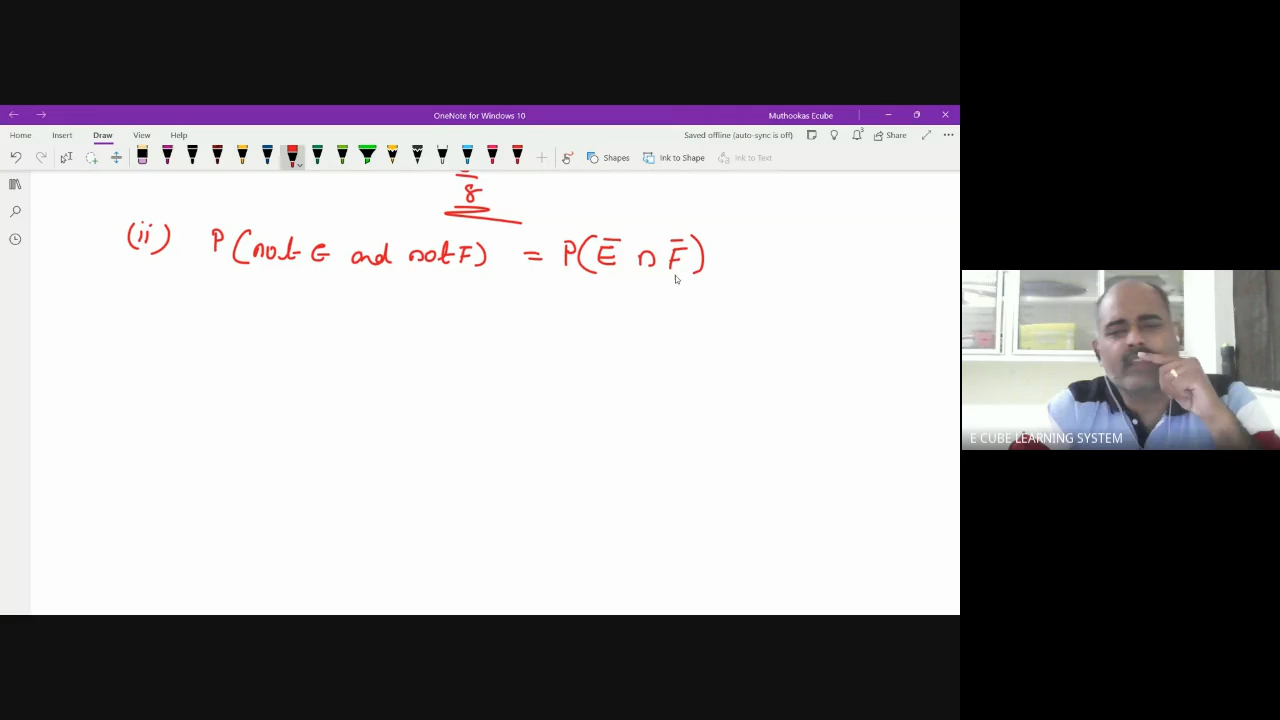 OneNote for Windows 10
Muthookas Ecube
Home Insert Draw View Help
Saved offline (auto-sync is off)
3
Share
Shapes
Ink to Shape
Ink to Text
8
(ii) P(not E and not F) = P(E̅ ∩ F̅)
E CUBE LEARNING SYSTEM